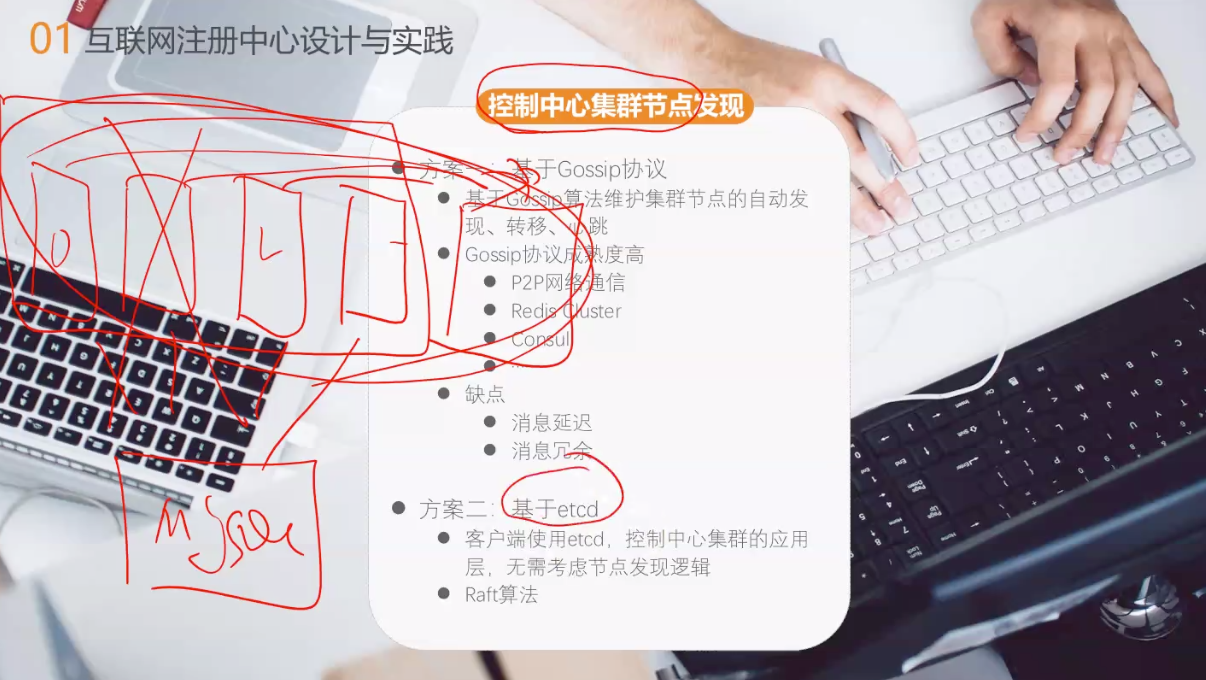 01 互联网注册中心设计与实践
控制中心集群节点发现
方案一：基于Gossip协议
基于Gossip算法维护集群节点的自动发
现、转移、心跳
Gossip协议成熟度高
P2P网络通信
Redis Cluster
Consul
...
缺点
消息延迟
消息冗余
方案二：基于etcd
客户端使用etcd，控制中心集群的应用
层，无需考虑节点发现逻辑
Raft算法